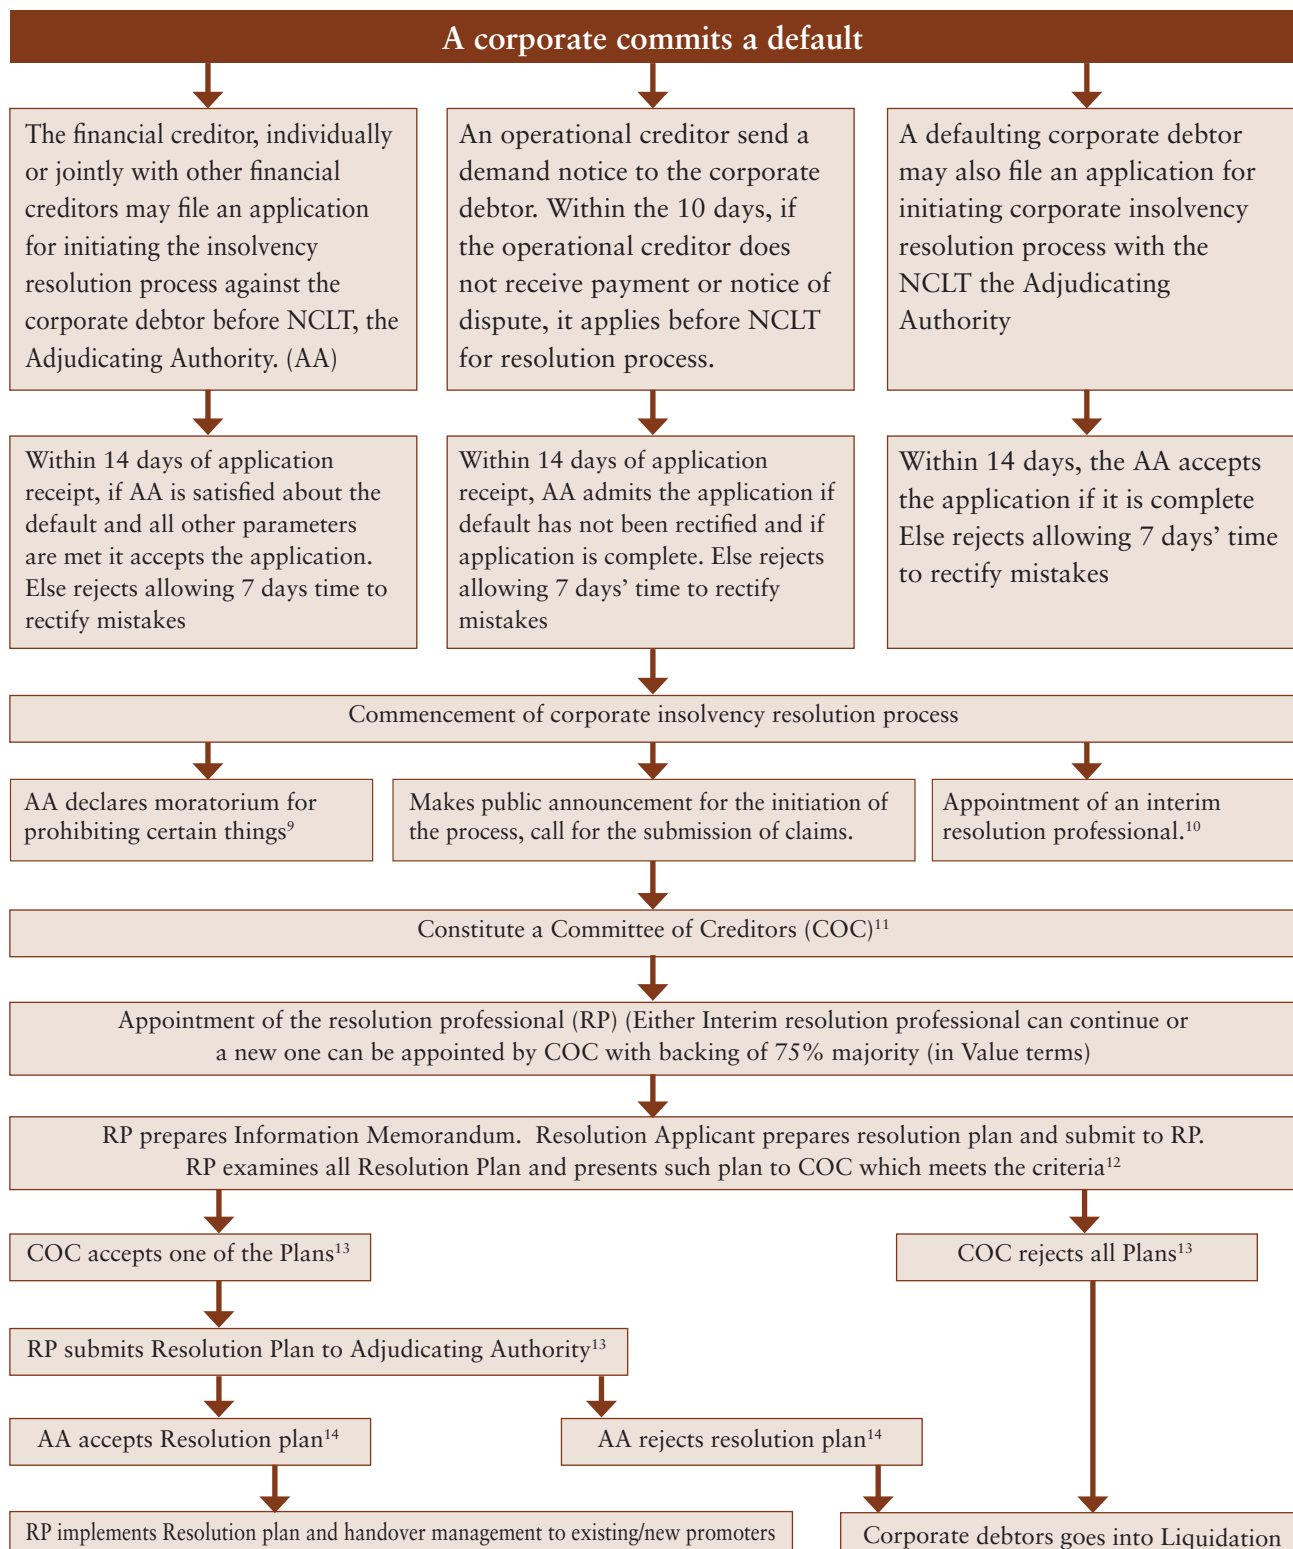 A corporate commits a default
The financial creditor, individually
or jointly with other financial
creditors may file an application
for initiating the insolvency
resolution process against the
corporate debtor before NCLT, the
Adjudicating Authority. (AA)
An operational creditor send a
demand notice to the corporate
debtor. Within the 10 days, if
the operational creditor does
not receive payment or notice of
dispute, it applies before NCLT
for resolution process.
A defaulting corporate debtor
may also file an application for
initiating corporate insolvency
resolution process with the
NCLT the Adjudicating
Authority
Within 14 days of application
receipt, if AA is satisfied about the
default and all other parameters
are met it accepts the application.
Else rejects allowing 7 days time to
rectify mistakes
Within 14 days of application
receipt, AA admits the application if
default has not been rectified and if
application is complete. Else rejects
allowing 7 days’ time to rectify
mistakes
Within 14 days, the AA accepts
the application if it is complete
Else rejects allowing 7 days’ time
to rectify mistakes
Commencement of corporate insolvency resolution process
AA declares moratorium for
prohibiting certain things⁹
Makes public announcement for the initiation of
the process, call for the submission of claims.
Appointment of an interim
resolution professional.¹⁰
Constitute a Committee of Creditors (COC)¹¹
Appointment of the resolution professional (RP) (Either Interim resolution professional can continue or
a new one can be appointed by COC with backing of 75% majority (in Value terms)
RP prepares Information Memorandum. Resolution Applicant prepares resolution plan and submit to RP.
RP examines all Resolution Plan and presents such plan to COC which meets the criteria¹²
COC accepts one of the Plans¹³
COC rejects all Plans¹³
RP submits Resolution Plan to Adjudicating Authority¹³
AA accepts Resolution plan¹⁴
AA rejects resolution plan¹⁴
RP implements Resolution plan and handover management to existing/new promoters
Corporate debtors goes into Liquidation